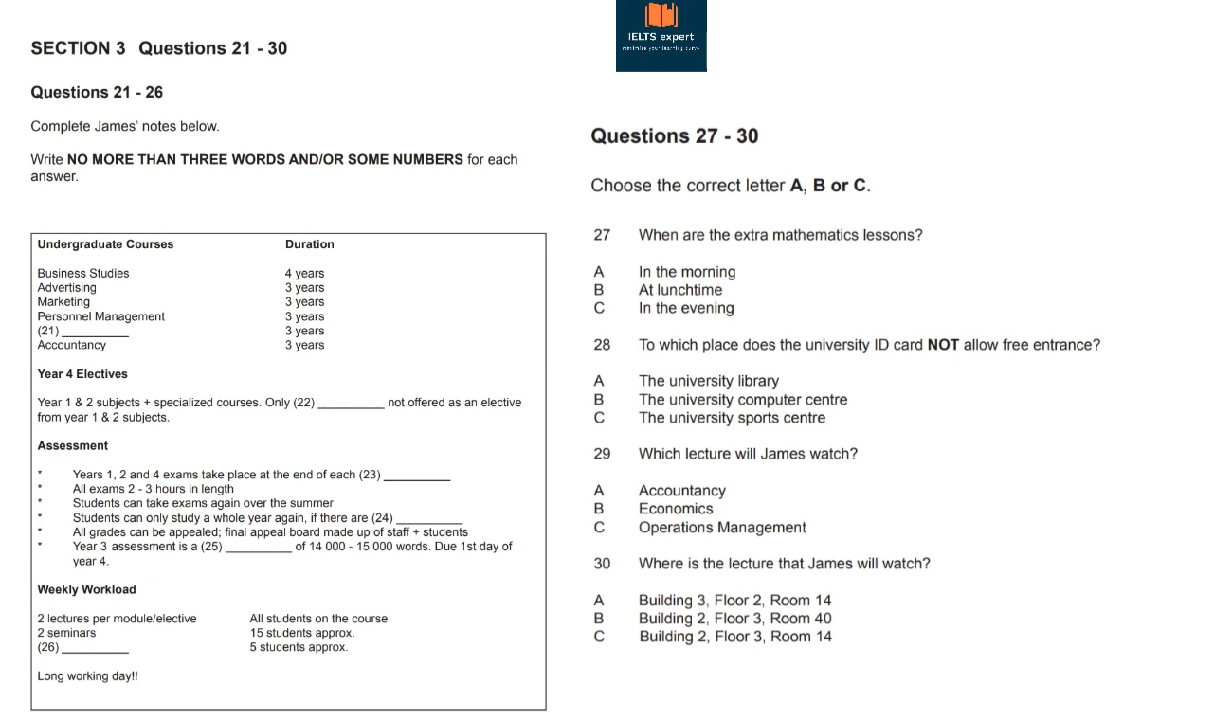 SECTION 3 Questions 21 - 30
Questions 21 - 26
Complete James' notes below.
Write NO MORE THAN THREE WORDS AND/OR SOME NUMBERS for each
answer.
Undergraduate Courses Duration
Business Studies 4 years
Advertising 3 years
Marketing 3 years
Personnel Management 3 years
(21) __________ 3 years
Accountancy 3 years
Year 4 Electives
Year 1 & 2 subjects + specialized courses. Only (22) __________ not offered as an elective
from year 1 & 2 subjects.
Assessment
* Years 1, 2 and 4 exams take place at the end of each (23) __________
* All exams 2 - 3 hours in length
* Students can take exams again over the summer
* Students can only study a whole year again, if there are (24) __________
* All grades can be appealed; final appeal board made up of staff + students
* Year 3 assessment is a (25) __________ of 14 000 - 15 000 words. Due 1st day of
year 4.
Weekly Workload
2 lectures per module/elective All students on the course
2 seminars 15 students approx.
(26) __________ 5 students approx.
Long working day!!
IELTS expert
Questions 27 - 30
Choose the correct letter A, B or C.
27 When are the extra mathematics lessons?
A In the morning
B At lunchtime
C In the evening
28 To which place does the university ID card NOT allow free entrance?
A The university library
B The university computer centre
C The university sports centre
29 Which lecture will James watch?
A Accountancy
B Economics
C Operations Management
30 Where is the lecture that James will watch?
A Building 3, Floor 2, Room 14
B Building 2, Floor 3, Room 40
C Building 2, Floor 3, Room 14